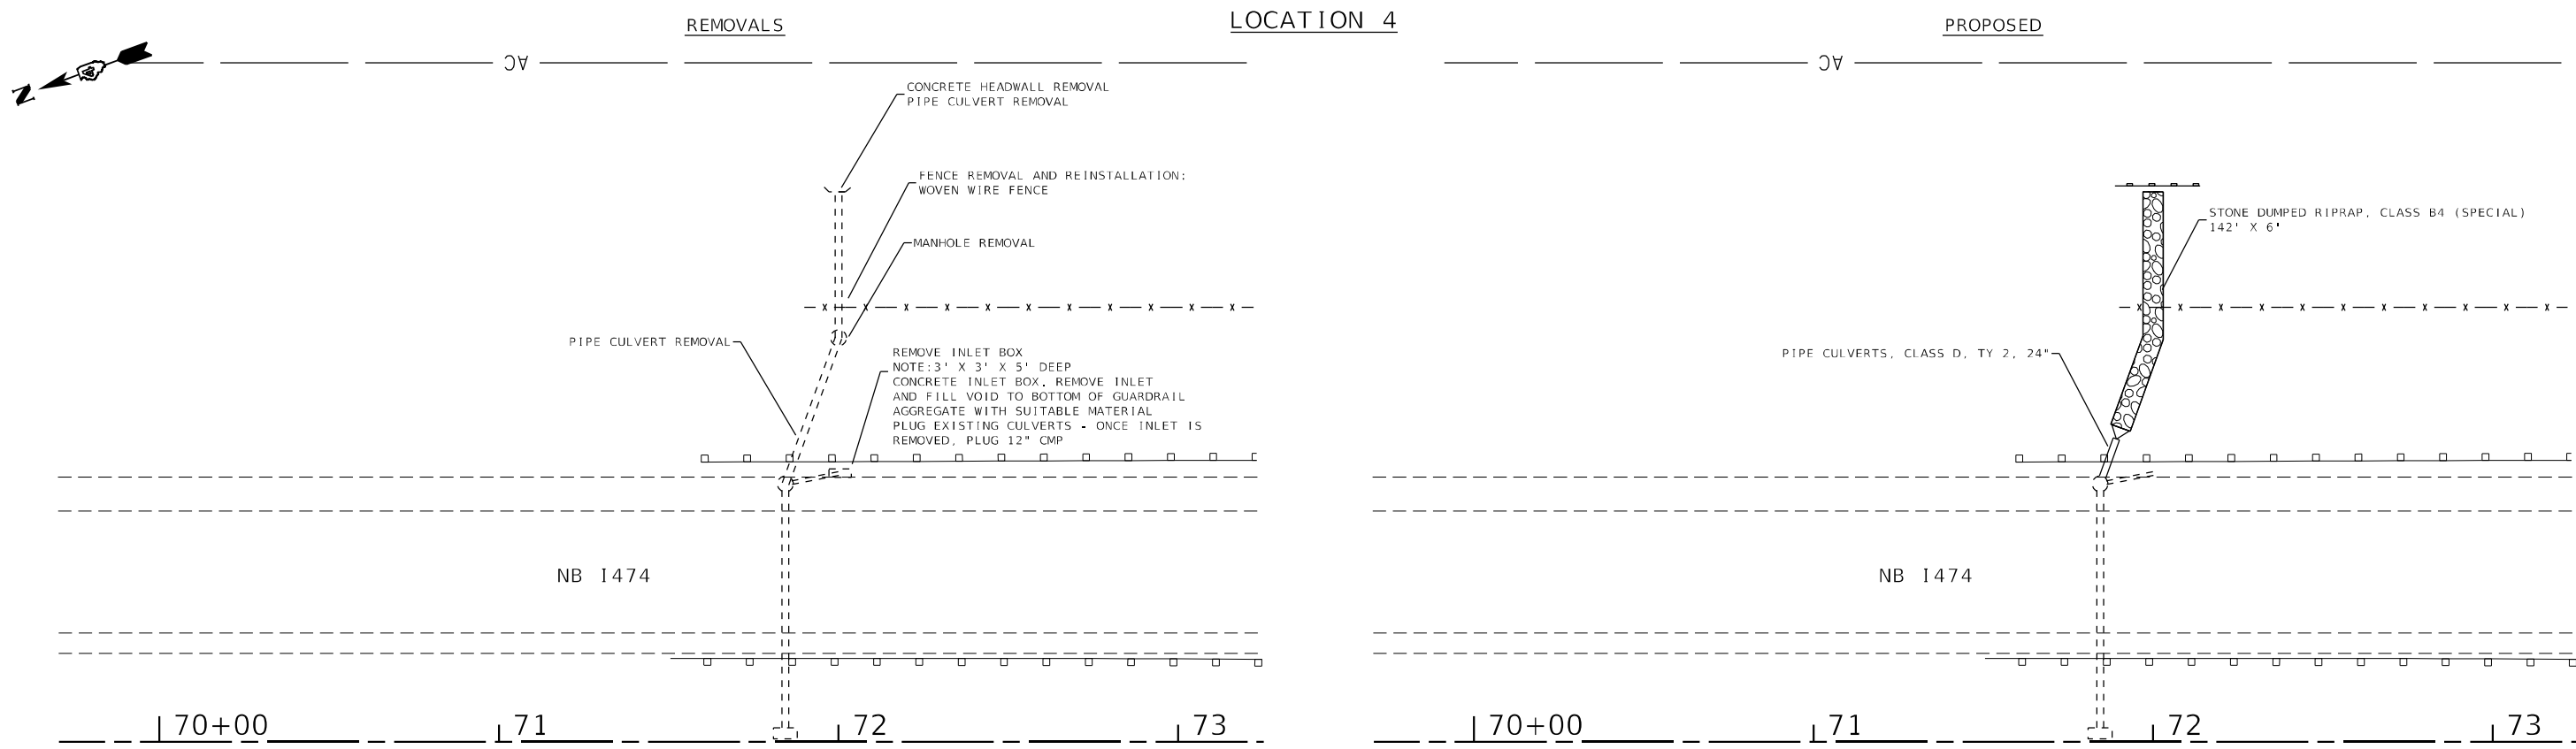 LOCATION 4
REMOVALS
AC
N
CONCRETE HEADWALL REMOVAL
PIPE CULVERT REMOVAL
FENCE REMOVAL AND REINSTALLATION:
WOVEN WIRE FENCE
MANHOLE REMOVAL
PIPE CULVERT REMOVAL
REMOVE INLET BOX
NOTE:3' X 3' X 5' DEEP
CONCRETE INLET BOX, REMOVE INLET
AND FILL VOID TO BOTTOM OF GUARDRAIL
AGGREGATE WITH SUITABLE MATERIAL
PLUG EXISTING CULVERTS - ONCE INLET IS
REMOVED, PLUG 12" CMP
X X X X X X X X X X X
NB I474
70+00 71 72 73
PROPOSED
AC
STONE DUMPED RIPRAP, CLASS B4 (SPECIAL)
142' X 6'
X X X X X X X X X X X
PIPE CULVERTS, CLASS D, TY 2, 24"
NB I474
70+00 71 72 73